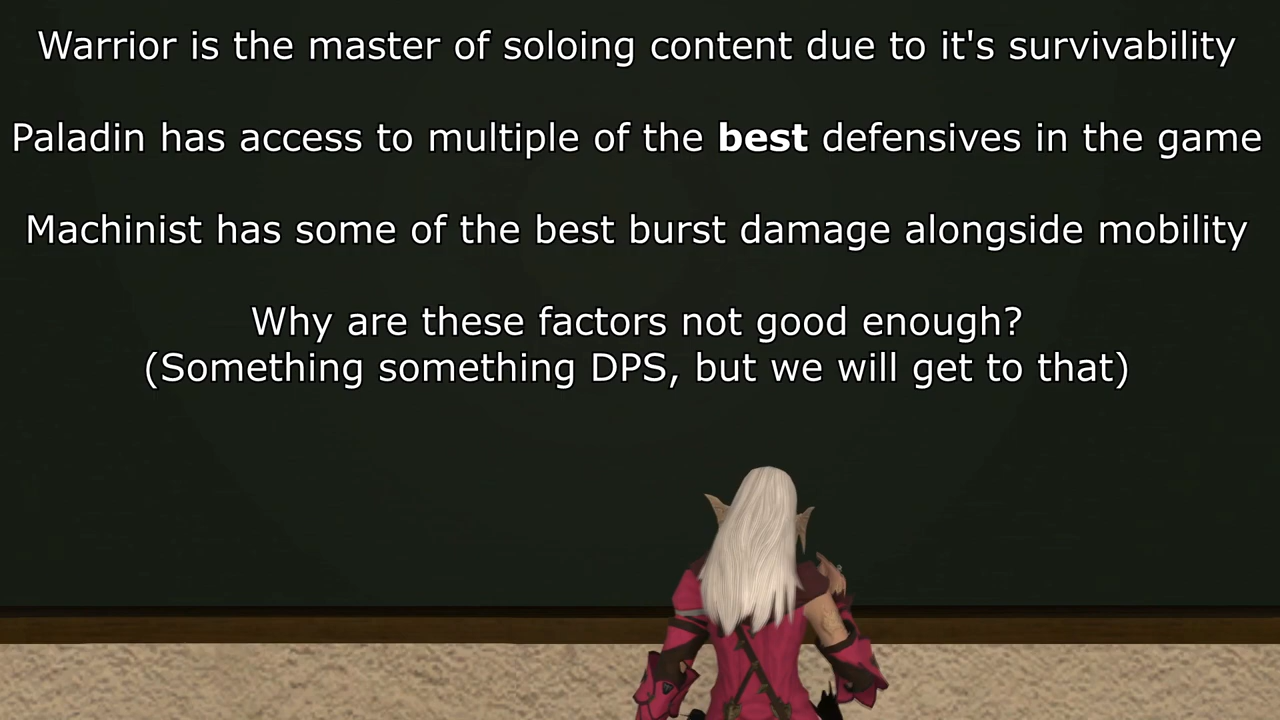 Warrior is the master of soloing content due to it's survivability
Paladin has access to multiple of the best defensives in the game
Machinist has some of the best burst damage alongside mobility
Why are these factors not good enough?
(Something something DPS, but we will get to that)